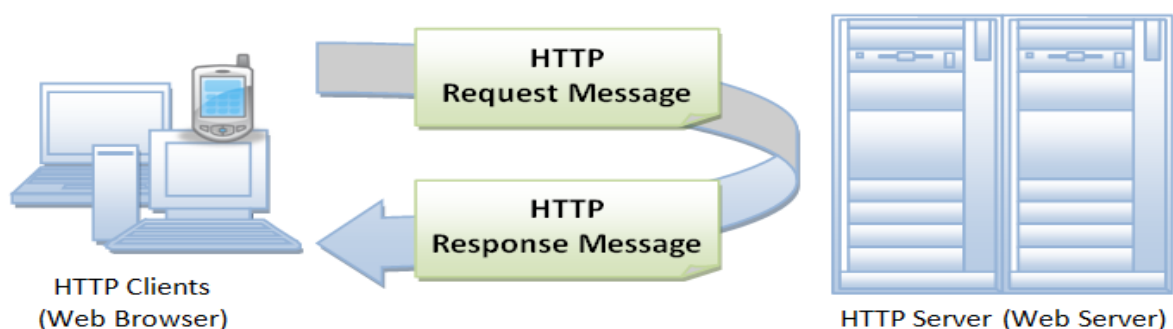 HTTP
Request Message
HTTP
Response Message
HTTP Clients
(Web Browser)
HTTP Server (Web Server)